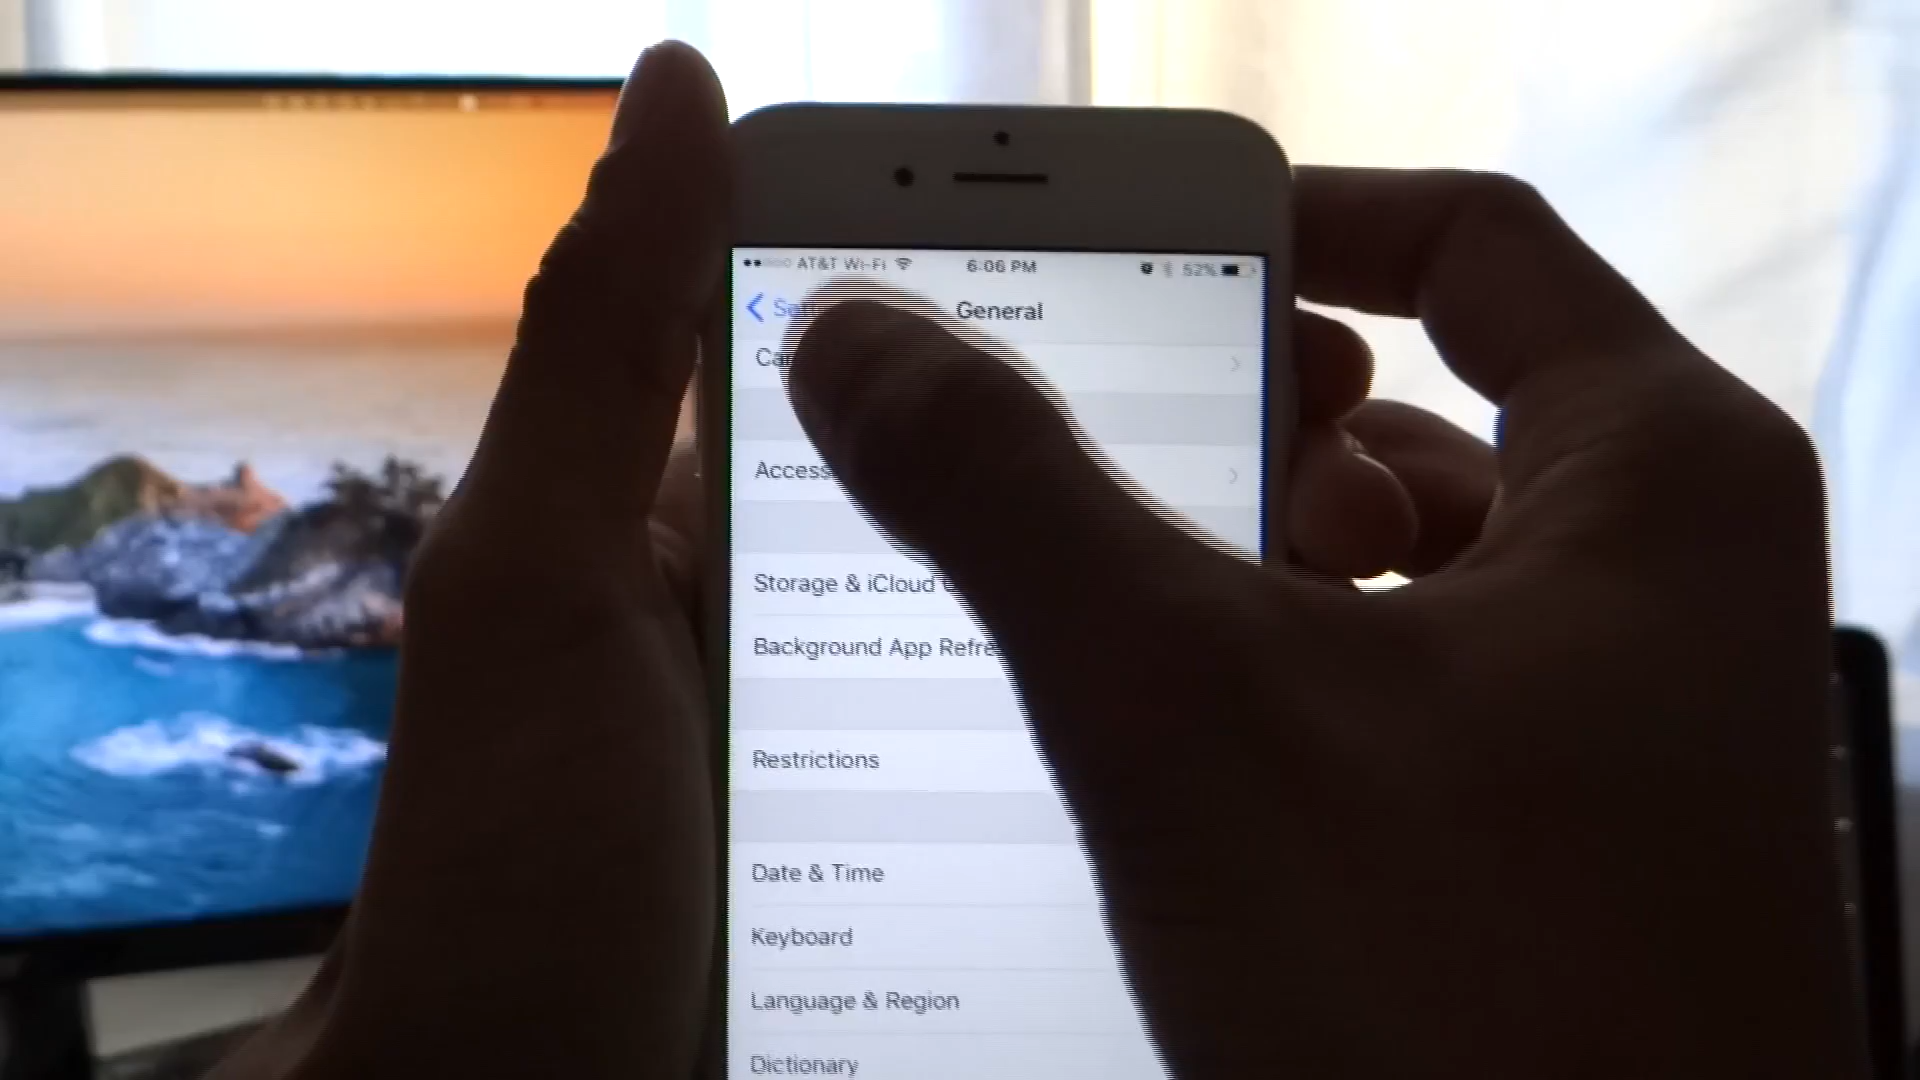 AT&T Wi-Fi 6:06 PM 52%
General
Storage & iCloud
Background App
Restrictions
Date & Time
Keyboard
Language & Region
Dictionary